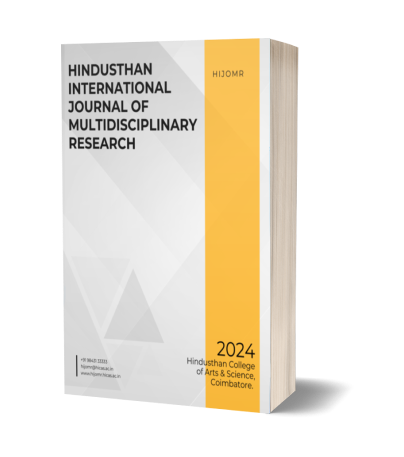 HINDUSTHAN
INTERNATIONAL
JOURNAL OF
MULTIDISCIPLINARY
RESEARCH
HIJOMR
2024
Hindusthan College
of Arts & Science,
Coimbatore.